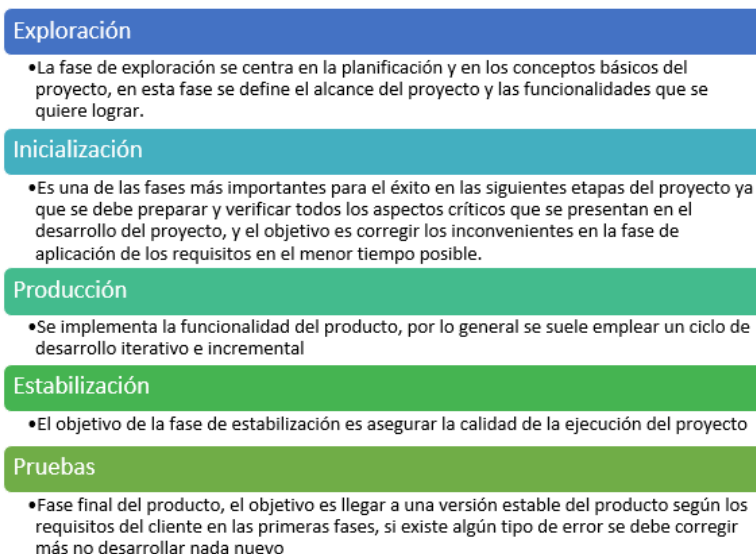 Exploración
•La fase de exploración se centra en la planificación y en los conceptos básicos del
proyecto, en esta fase se define el alcance del proyecto y las funcionalidades que se
quiere lograr.
Inicialización
•Es una de las fases más importantes para el éxito en las siguientes etapas del proyecto ya
que se debe preparar y verificar todos los aspectos críticos que se presentan en el
desarrollo del proyecto, y el objetivo es corregir los inconvenientes en la fase de
aplicación de los requisitos en el menor tiempo posible.
Producción
•Se implementa la funcionalidad del producto, por lo general se suele emplear un ciclo de
desarrollo iterativo e incremental
Estabilización
•El objetivo de la fase de estabilización es asegurar la calidad de la ejecución del proyecto
Pruebas
•Fase final del producto, el objetivo es llegar a una versión estable del producto según los
requisitos del cliente en las primeras fases, si existe algún tipo de error se debe corregir
más no desarrollar nada nuevo